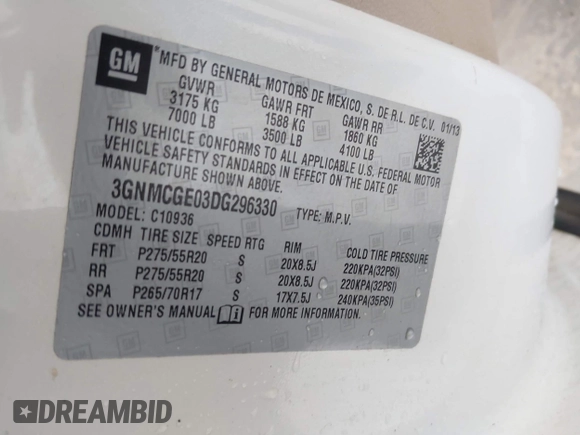 GM
*MFD BY GENERAL MOTORS DE MEXICO, S. DE R.L. DE C.V. 01/13
GVWR GAWR FRT GAWR RR
3175 KG 1588 KG 1860 KG
7000 LB 3500 LB 4100 LB
THIS VEHICLE CONFORMS TO ALL APPLICABLE U.S. FEDERAL MOTOR
VEHICLE SAFETY STANDARDS IN EFFECT ON THE DATE OF
MANUFACTURE SHOWN ABOVE.
3GNMCGE03DG296330 TYPE: M.P.V.
MODEL: C10936
CDMH TIRE SIZE SPEED RTG RIM COLD TIRE PRESSURE
FRT P275/55R20 S 20X8.5J 220KPA(32PSI)
RR P275/55R20 S 20X8.5J 220KPA(32PSI)
SPA P265/70R17 S 17X7.5J 240KPA(35PSI)
SEE OWNER'S MANUAL FOR MORE INFORMATION.
DREAMBID